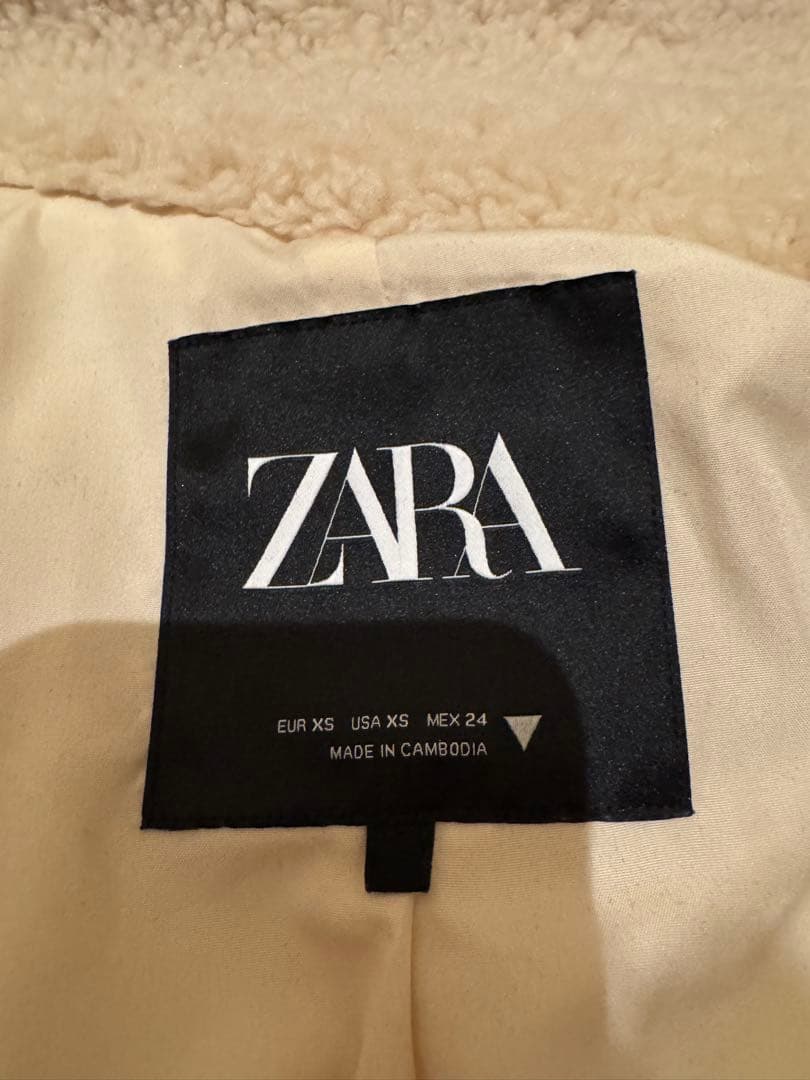 ZARA
EUR XS USA XS MEX 24
MADE IN CAMBODIA